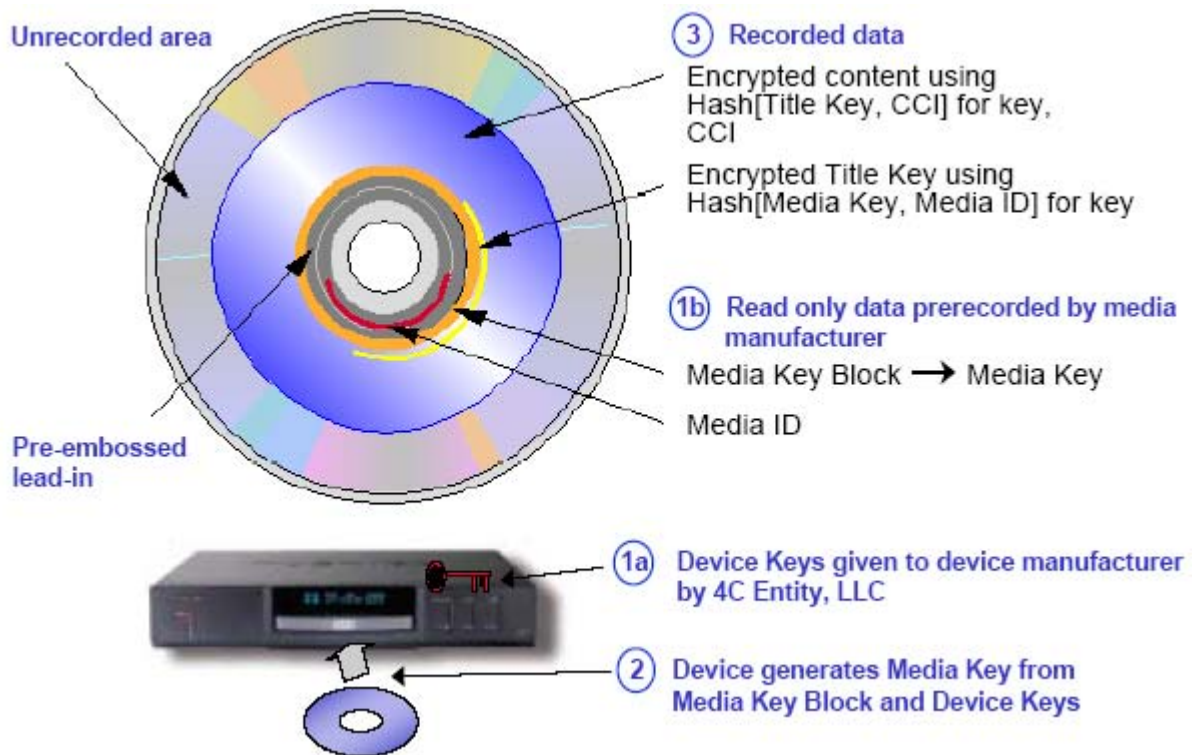 Unrecorded area
3 Recorded data
Encrypted content using
Hash[Title Key, CCI] for key,
CCI
Encrypted Title Key using
Hash[Media Key, Media ID] for key
1b Read only data prerecorded by media
manufacturer
Media Key Block → Media Key
Media ID
Pre-embossed
lead-in
1a Device Keys given to device manufacturer
by 4C Entity, LLC
2 Device generates Media Key from
Media Key Block and Device Keys